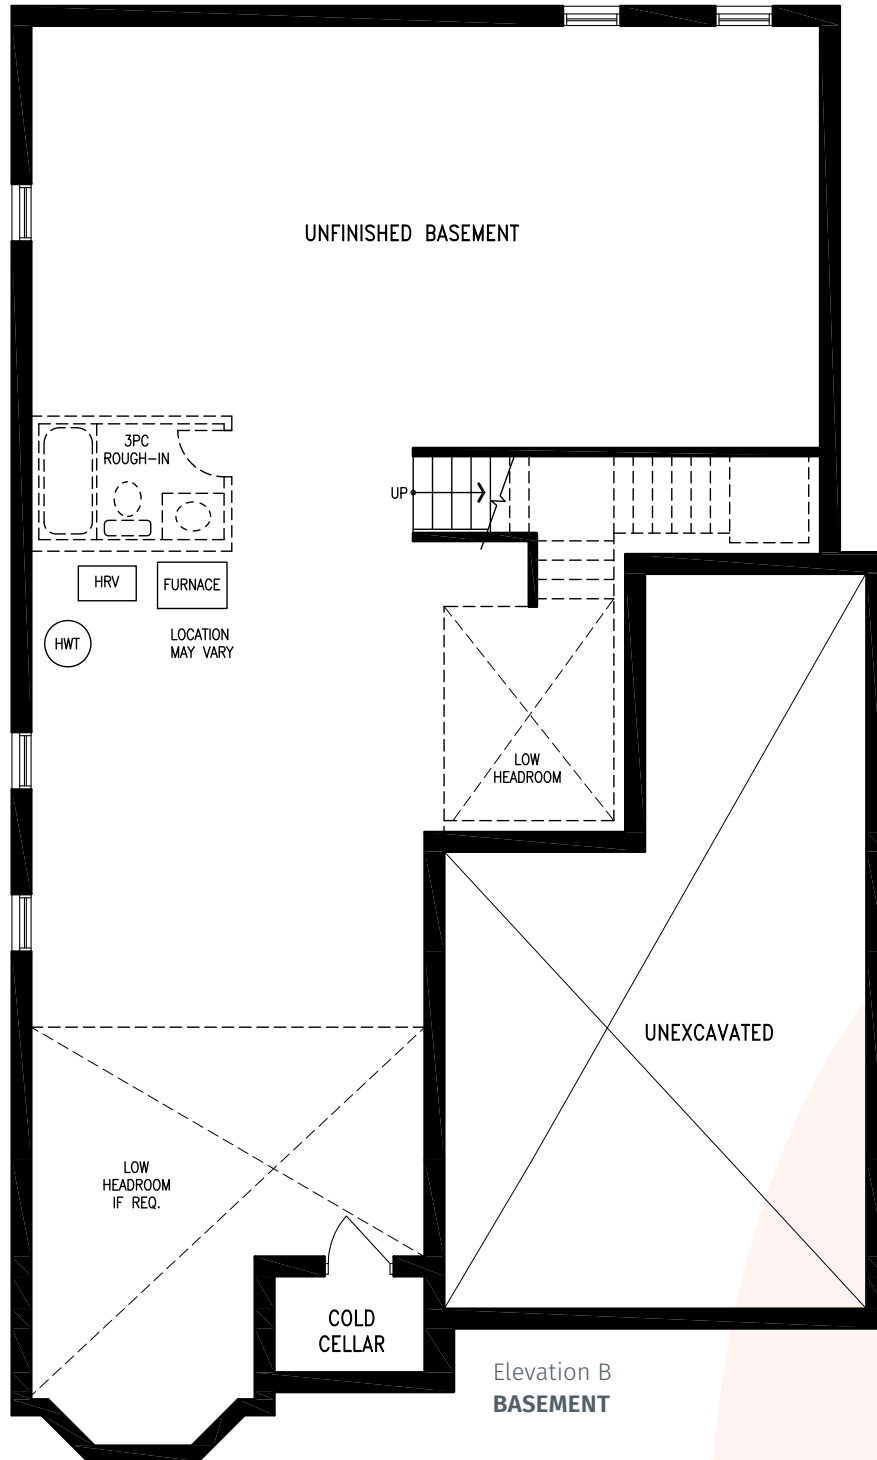 UNFINISHED BASEMENT
3PC
ROUGH-IN
UP
HRV
FURNACE
HWT
LOCATION
MAY VARY
LOW
HEADROOM
UNEXCAVATED
LOW
HEADROOM
IF REQ.
COLD
CELLAR
Elevation B
BASEMENT